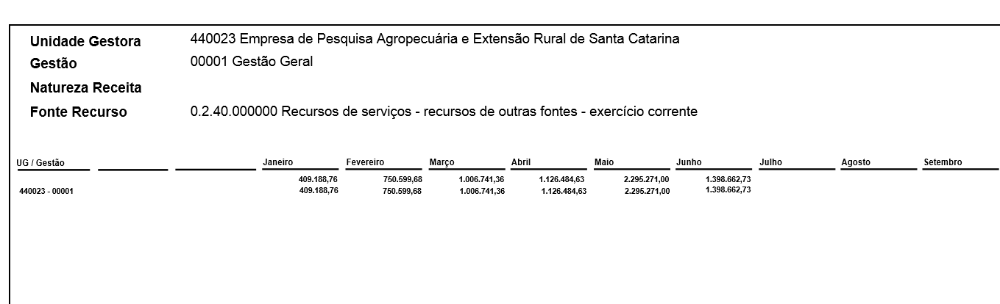 Unidade Gestora 440023 Empresa de Pesquisa Agropecuária e Extensão Rural de Santa Catarina
Gestão 00001 Gestão Geral
Natureza Receita
Fonte Recurso 0.2.40.000000 Recursos de serviços - recursos de outras fontes - exercício corrente
UG / Gestão Janeiro Fevereiro Março Abril Maio Junho Julho Agosto Setembro
409.188,76 750.599,68 1.006.741,36 1.126.484,63 2.295.271,00 1.398.662,73
440023 - 00001 409.188,76 750.599,68 1.006.741,36 1.126.484,63 2.295.271,00 1.398.662,73